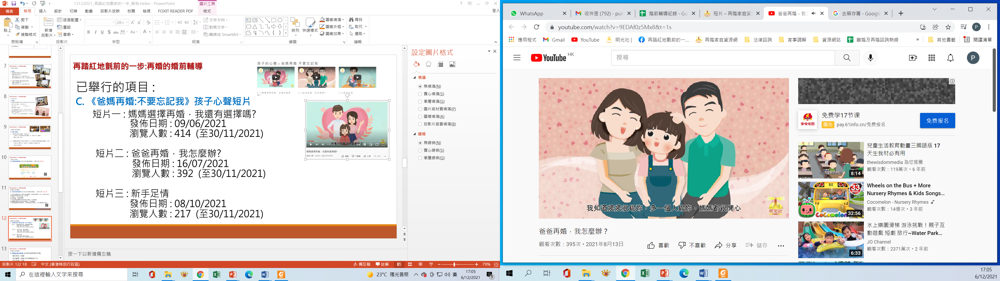 13122021_再踏紅地氈前的一步_報告.Helen - PowerPoint
圖片工具
檔案 常用 插入 設計 切換 動畫 投影片放映 校閱 檢視 FOXIT READER PDF 格式 登入
貼上 剪下 複製 複製格式 剪貼簿
新增投影片 版面配置 重設 章節 投影片
28+ 字型
文字方向 對齊文字 轉換成 SmartArt 段落
排列 快速樣式 圖案填滿 圖案外框 圖案效果 繪圖
尋找 取代 選取 編輯
7
8
9
10
11
12
13
再踏紅地氈前的一步:再婚的婚前輔導
孩子的心聲：爸媽再婚 不要忘記我
已舉行的項目 :
C. 《爸媽再婚:不要忘記我》孩子心聲短片
短片一 : 媽媽選擇再婚，我還有選擇嗎?
發佈日期 : 09/06/2021
瀏覽人數 : 414 (至30/11/2021)
短片二 : 爸爸再婚，我怎麼辦?
發佈日期 : 16/07/2021
瀏覽人數 : 392 (至30/11/2021)
短片三 : 新手足情
發佈日期 : 08/10/2021
瀏覽人數 : 217 (至30/11/2021)
媽媽選擇再婚，我還有選擇嗎?
設定圖片格式
填滿
無填滿(N)
實心填滿(S)
漸層填滿(G)
圖片或材質填滿(P)
圖樣填滿(A)
投影片背景填滿(B)
線條
無線條(N)
實心線條(S)
漸層線條(G)
按一下以新增備忘稿
投影片 12/ 18 中文 (香港特別行政區) 備忘稿 註解 79%
在這裡輸入文字來搜尋
23°C 陽光普照 英 17:05
6/12/2021 3
WhatsApp
收件匣 (792) - pui
婚前輔導紀錄 - Go
短片 – 再婚家庭資
爸爸再婚，我
去蕪存菁 - Google
youtube.com/watch?v=9EDAf0z5Mx8&t=1s P
應用程式 Gmail YouTube 明光社 | 再踏紅地氈前的一... 再婚家庭資源網 法律諮詢 家事調解 資源網站 離婚及再婚諮詢熱線 » 其他書籤 閱讀清單
YouTube HK 搜尋 P
我知道姨姨很錫妳，多一個人錫妳，媽媽都很開心
明光社
爸爸再婚，我怎麼辦？
觀看次數：395次 • 2021年8月13日 喜歡 不喜歡 分享 儲存
免费学17节课
廣告 pay.61info.cn/免费报名
免费报名
兒童生活教育動畫三國語版 17
天生我材必有用
thewisdommedia 為您推薦
觀看次數：119萬次 • 6 年前
8:14
Wheels on the Bus + More
Nursery Rhymes & Kids Songs...
Cocomelon - Nursery Rhymes
觀看次數：14億次 • 3 年前
BUS
33 min
CoComelon
32:56
水上樂園滑梯 游泳挑戰！親子互
動遊戲 短劇 旅行~Water Park...
JO Channel
觀看次數：2371萬次 • 2 年前
6:33
17:05
6/12/2021